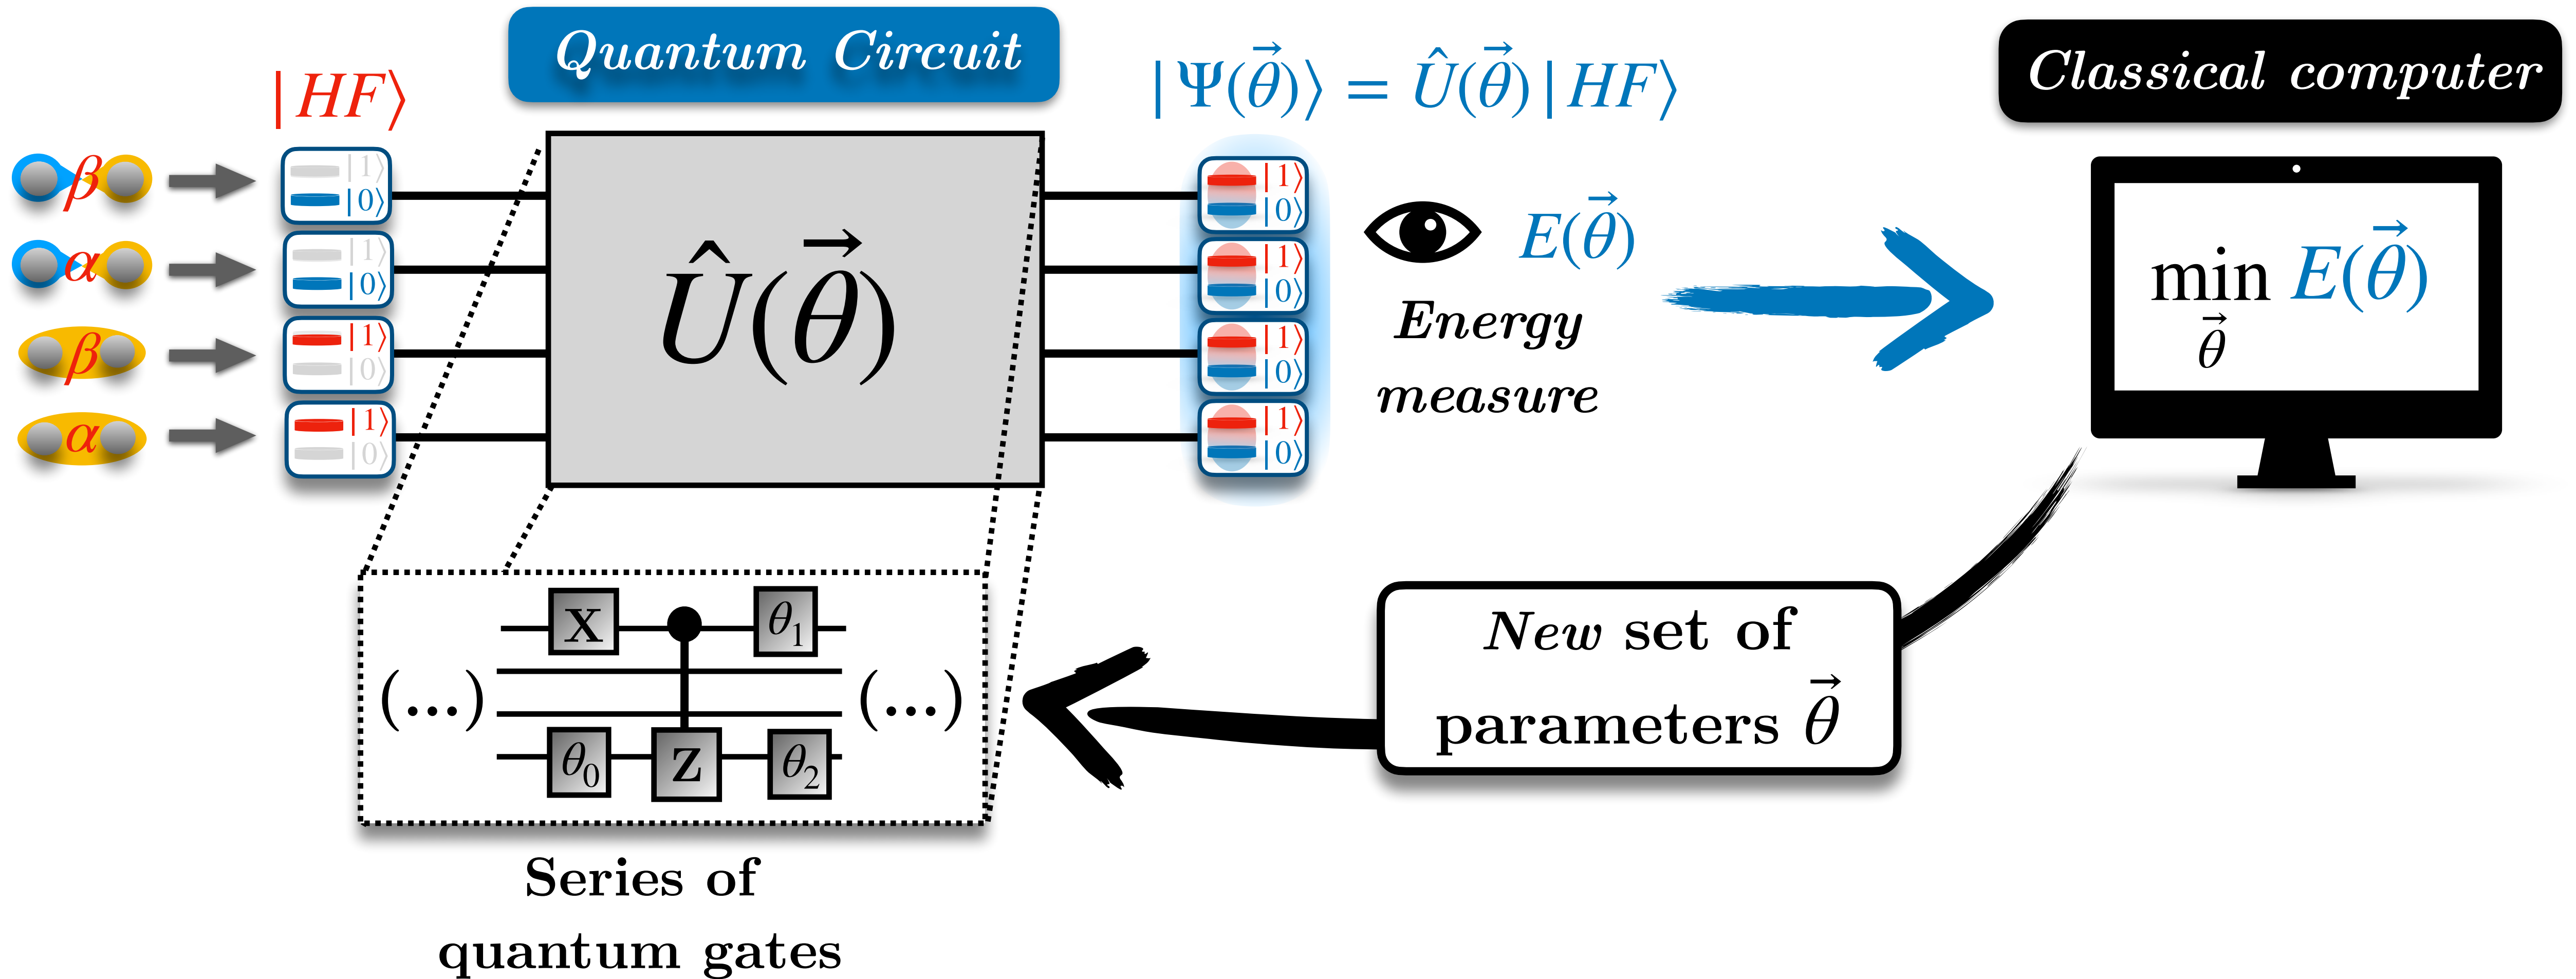 Quantum Circuit
|HF⟩
|Ψ(θ⃗)⟩ = Û(θ⃗)|HF⟩
Classical computer
β
|1⟩
|0⟩
α
|1⟩
|0⟩
β
|1⟩
|0⟩
α
|1⟩
|0⟩
Û(θ⃗)
|1⟩
|0⟩
|1⟩
|0⟩
|1⟩
|0⟩
|1⟩
|0⟩
E(θ⃗)
Energy
measure
min E(θ⃗)
θ⃗
X
θ₁
(...)
(...)
θ₀
Z
θ₂
New set of
parameters θ⃗
Series of
quantum gates